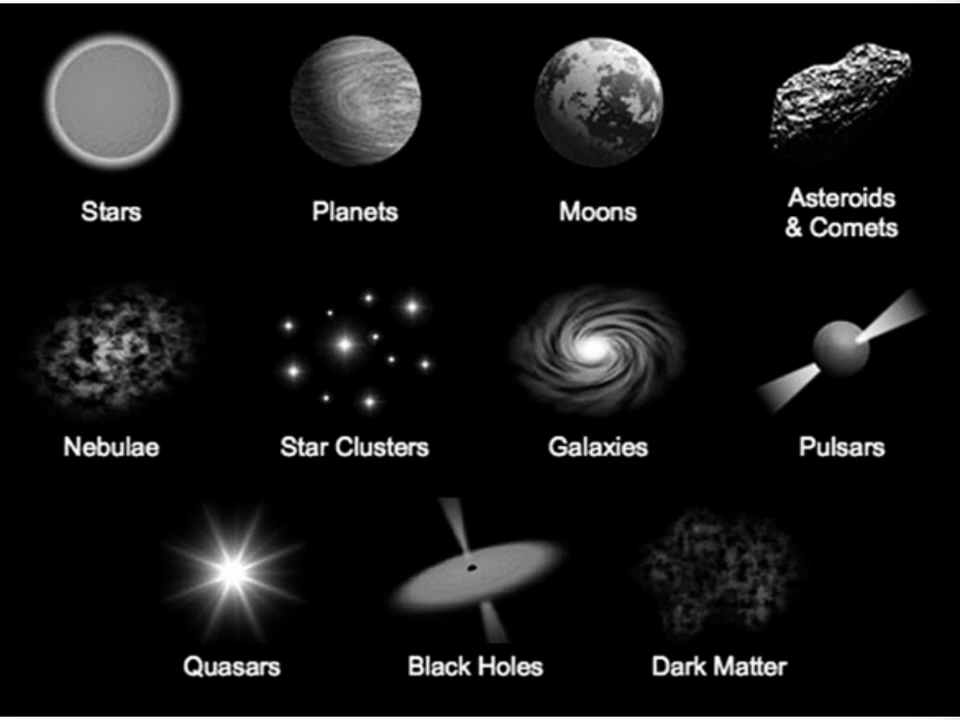 Stars
Planets
Moons
Asteroids
& Comets
Nebulae
Star Clusters
Galaxies
Pulsars
Quasars
Black Holes
Dark Matter